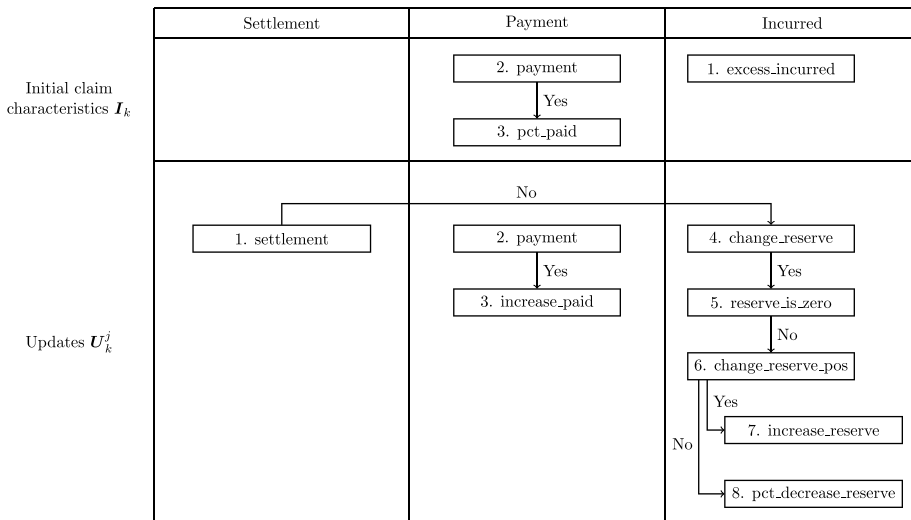 Settlement
Payment
Incurred
Initial claim
characteristics I_k
2. payment
Yes
3. pct_paid
1. excess_incurred
Updates U_k^j
No
1. settlement
2. payment
Yes
3. increase_paid
4. change_reserve
Yes
5. reserve_is_zero
No
6. change_reserve_pos
Yes
7. increase_reserve
No
8. pct_decrease_reserve